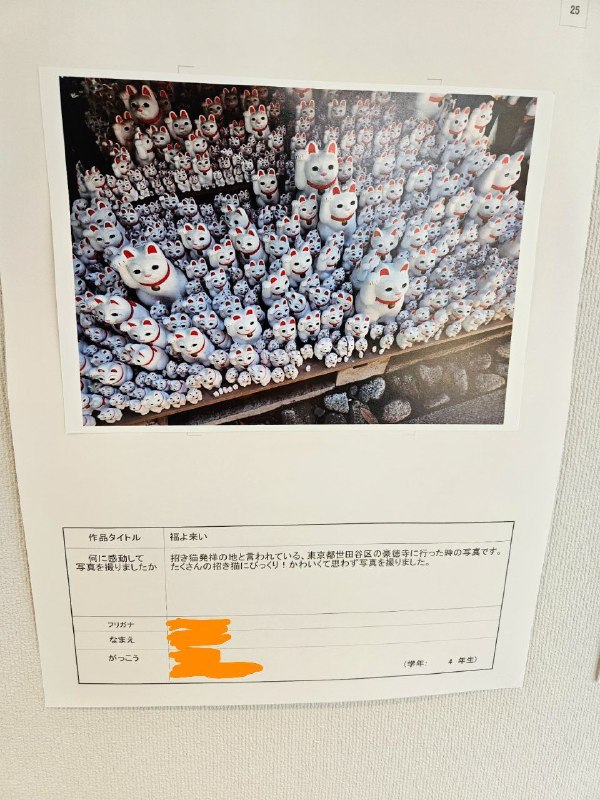 25
作品タイトル 福よ来い
何に感動して
写真を撮りましたか
招き猫発祥の地と言われている、東京都世田谷区の豪徳寺に行った時の写真です。
たくさんの招き猫にびっくり！かわいくて思わず写真を撮りました。
フリガナ
なまえ
がっこう
(学年: 4 年生)